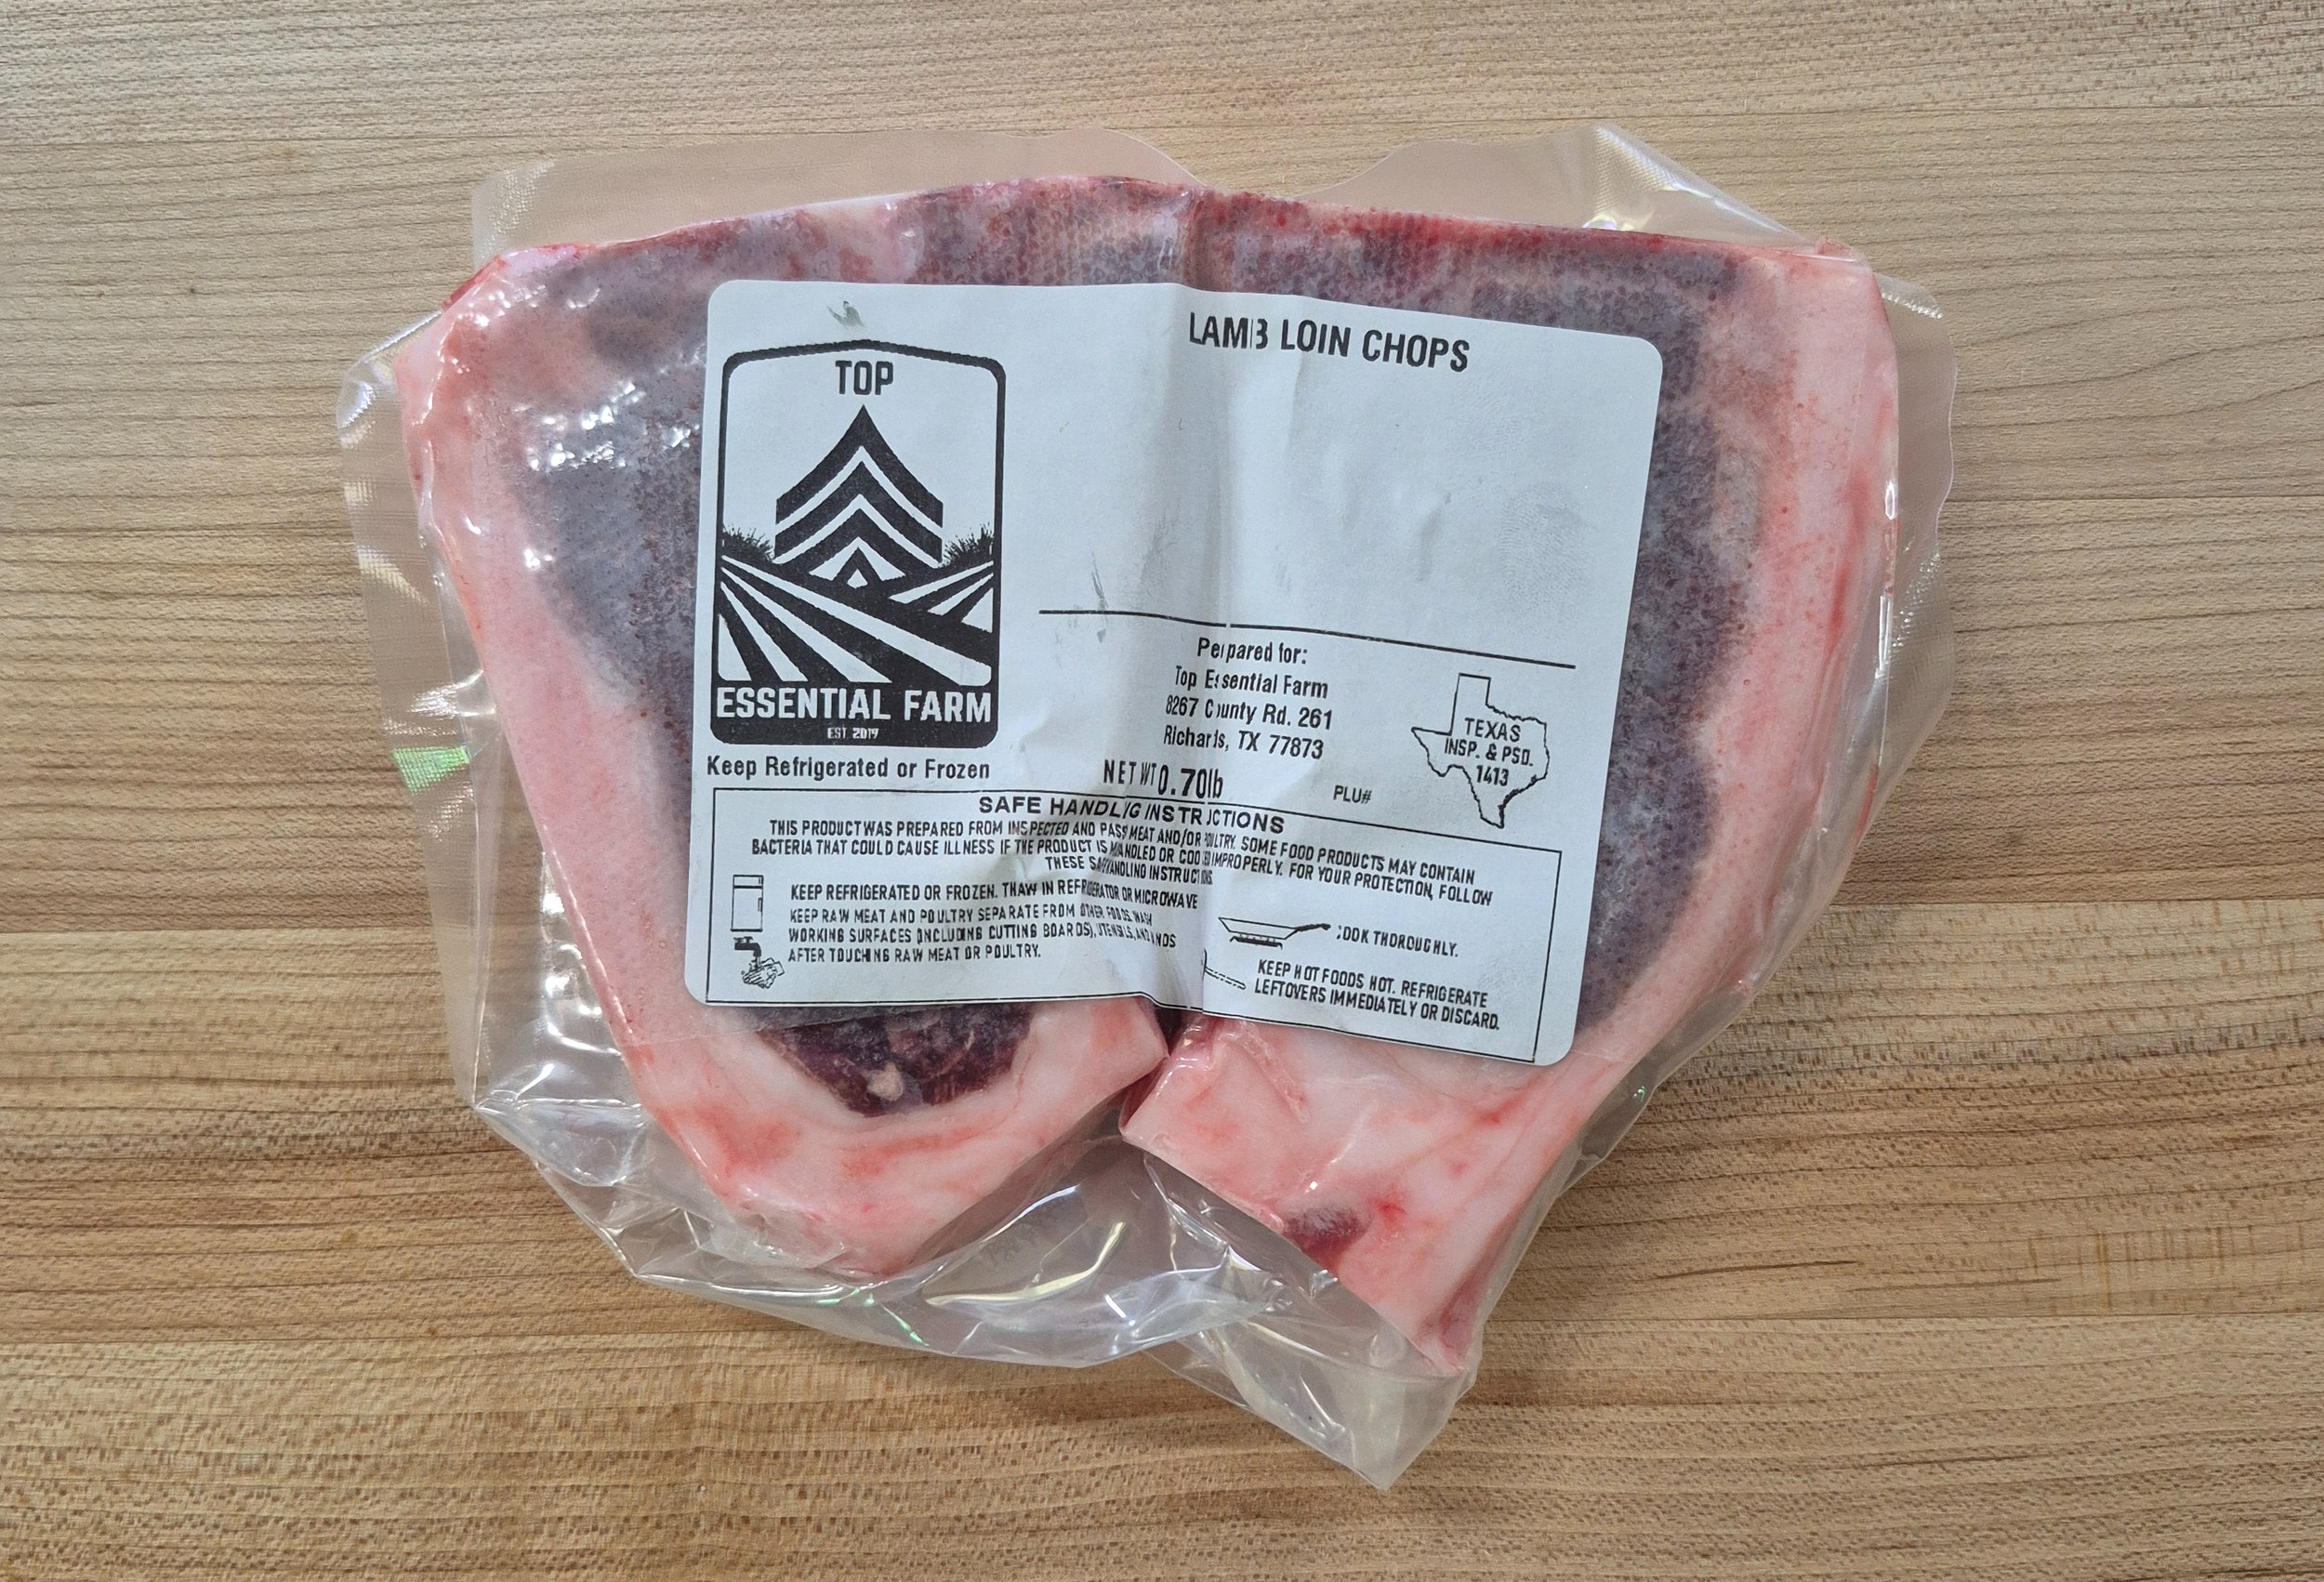 LAMB LOIN CHOPS
TOP
ESSENTIAL FARM
EST 2019
Keep Refrigerated or Frozen
Prepared for:
Top Essential Farm
8267 County Rd. 261
Richards, TX 77873
NET WT 0.70lb
PLU#
TEXAS
INSP. & PSD.
1413
SAFE HANDLING INSTRUCTIONS
THIS PRODUCT WAS PREPARED FROM INSPECTED AND PASS MEAT AND/OR POULTRY. SOME FOOD PRODUCTS MAY CONTAIN
BACTERIA THAT COULD CAUSE ILLNESS IF THE PRODUCT IS HANDLED OR COOKED IMPROPERLY. FOR YOUR PROTECTION, FOLLOW
THESE SAFE HANDLING INSTRUCTIONS.
KEEP REFRIGERATED OR FROZEN. THAW IN REFRIGERATOR OR MICROWAVE
KEEP RAW MEAT AND POULTRY SEPARATE FROM OTHER FOODS. WASH
WORKING SURFACES (INCLUDING CUTTING BOARDS), UTENSILS, AND HANDS
AFTER TOUCHING RAW MEAT OR POULTRY.
COOK THOROUGHLY.
KEEP HOT FOODS HOT. REFRIGERATE
LEFTOVERS IMMEDIATELY OR DISCARD.